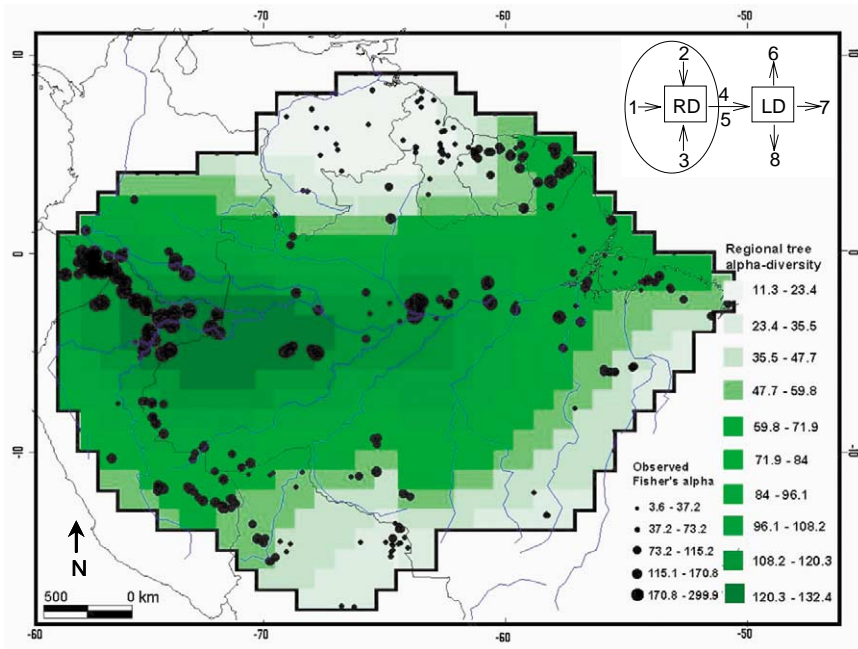 -70
-60
-50
10
10
0
0
-10
-10
2
6
1
RD
4
5
LD
7
3
8
Regional tree
alpha-diversity
11.3 - 23.4
23.4 - 35.5
35.5 - 47.7
47.7 - 59.8
59.8 - 71.9
71.9 - 84
84 - 96.1
96.1 - 108.2
108.2 - 120.3
120.3 - 132.4
Observed
Fisher's alpha
3.6 - 37.2
37.2 - 73.2
73.2 - 115.2
115.1 - 170.8
170.8 - 299.9
N
500 0 km
-60
-70
-60
-50